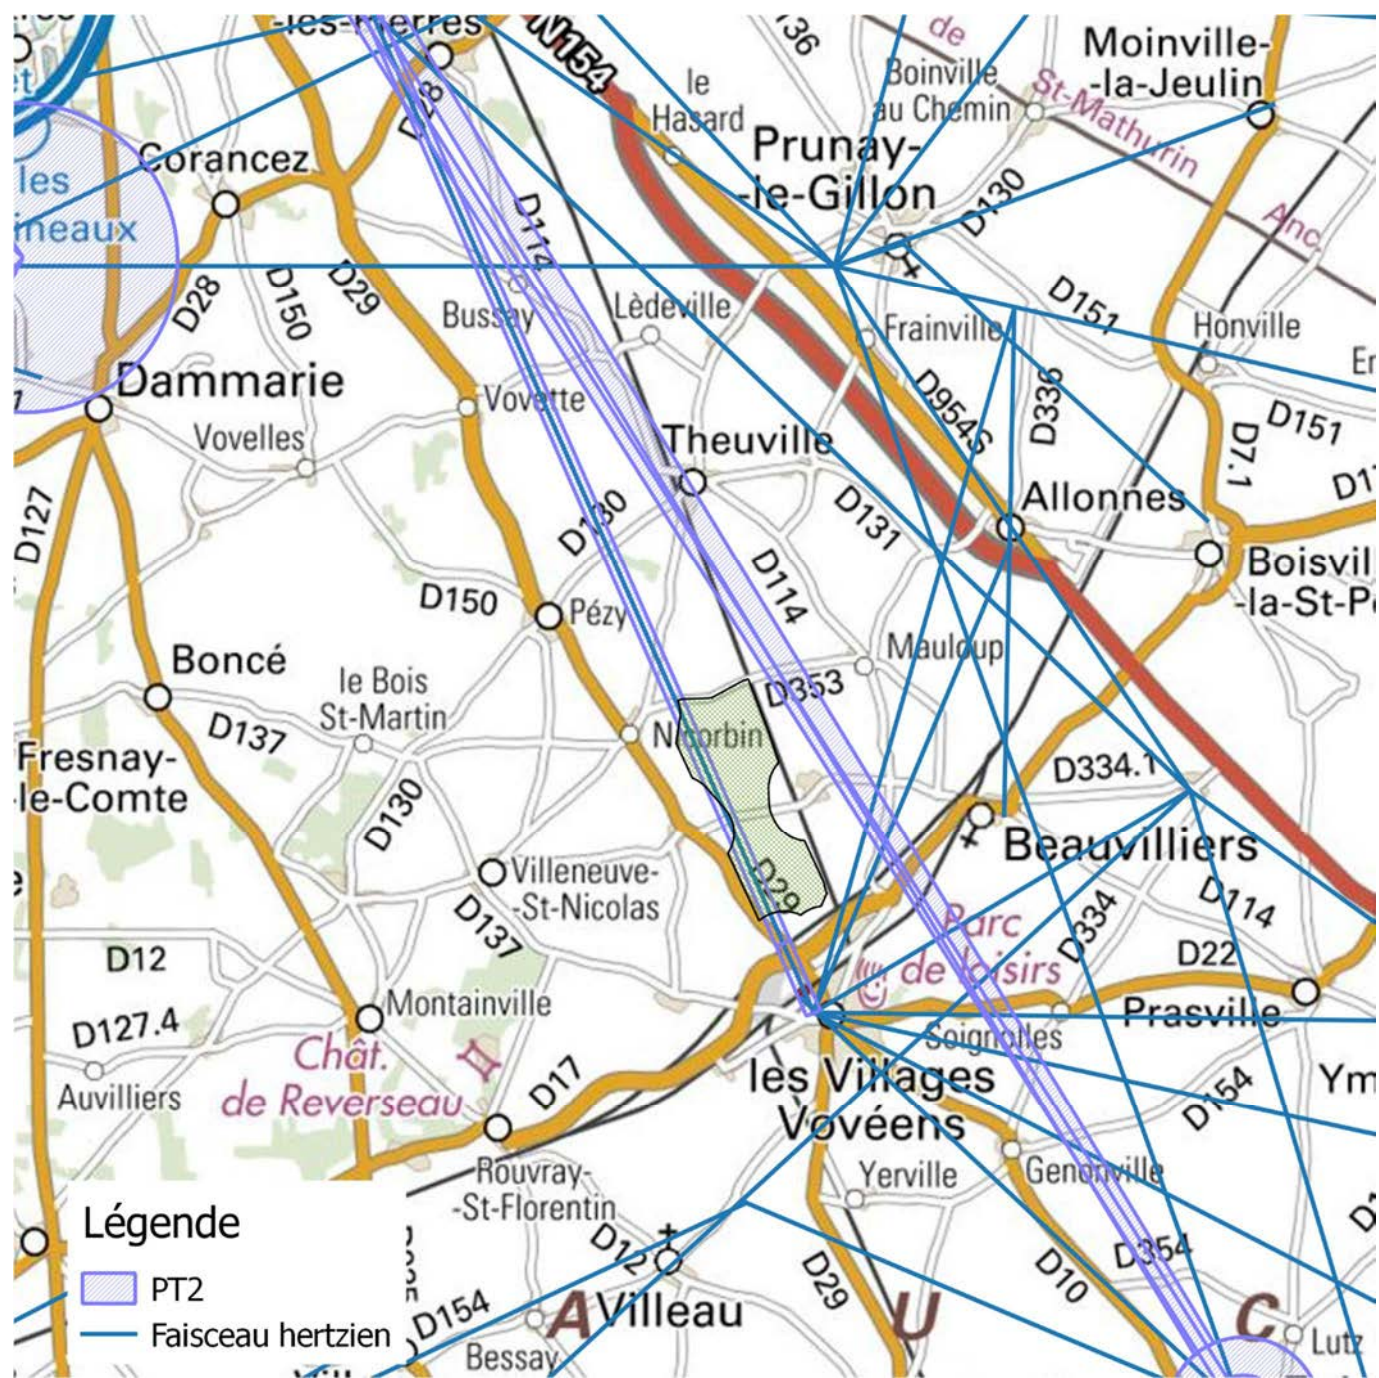 -les-Pierres
N154
136
de
Moinville-
-la-Jeulin
le
Hasard
Boinville
au Chemin
St-Mathurin
Corancez
Prunay-
-le-Gillon
D130
les
Anc.
D114
D28
D150
D29
Bussay
Lèdeville
Frainville
D151
Honville
Dammarie
Vovette
D954.6
D336
D151
Vovelles
Theuville
D7.1
D127
D130
D131
Allonnes
D150
Pézy
D114
Boisvil
-la-St-P
Boncé
le Bois
St-Martin
Mauloup
D353
D137
Nicorbin
Fresnay-
-le-Comte
D334.1
D130
Beauvilliers
Villeneuve-
-St-Nicolas
D29
D137
Parc
de loisirs
D334
D114
D12
D22
Montainville
Prasville
D127.4
Soignolles
Chât.
de Reverseau
D17
les Villages
Vovéens
D154
Ym
Auvilliers
Rouvray-
-St-Florentin
Yerville
Genonville
Légende
D12
D354
PT2
D29
D10
Faisceau hertzien
D154
A
Villeau
U
C
Lutz
Bessay